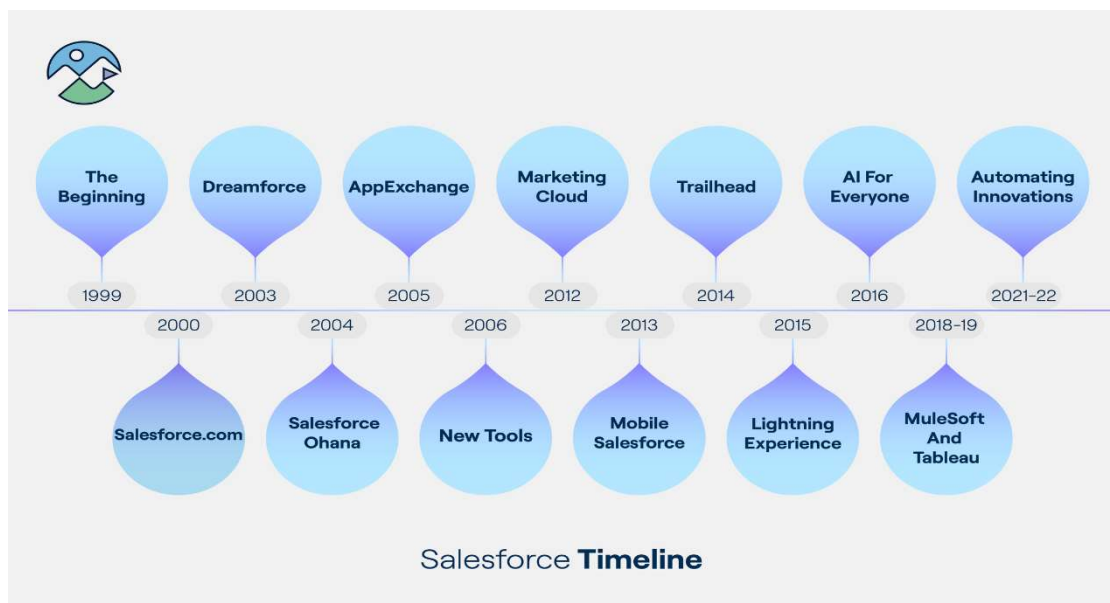 The
Beginning
Dreamforce
AppExchange
Marketing
Cloud
Trailhead
AI For
Everyone
Automating
Innovations
1999
2003
2005
2012
2014
2016
2021-22
2000
2004
2006
2013
2015
2018-19
Salesforce.com
Salesforce
Ohana
New Tools
Mobile
Salesforce
Lightning
Experience
MuleSoft
And
Tableau
Salesforce Timeline